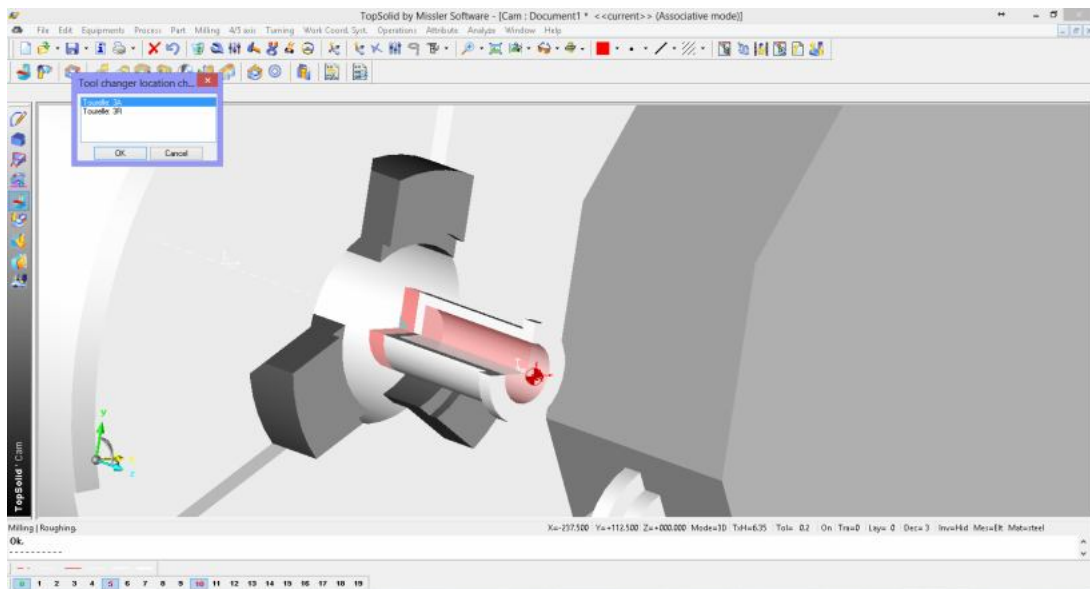 TopSolid by Missler Software - [Cam : Document1 * <<current>> (Associative mode)]
File Edit Equipments Process Part Milling 4/5 axis Turning Work Coord. Syst. Operations Attribute Analyze Window Help
Tool changer location ch...
Tourelle: 3A
Tourelle: 3R
OK Cancel
y
z
TopSolid'Cam
Milling | Roughing.
X=-237.500 Y=+112.500 Z=+000.000 Mode=3D TxH=6.35 Tol= 0.2 On Tra=0 Lay= 0 Dec= 3 Inv=Hid Mes=Elt Mat=steel
Ok.
----------
0 1 2 3 4 5 6 7 8 9 10 11 12 13 14 15 16 17 18 19